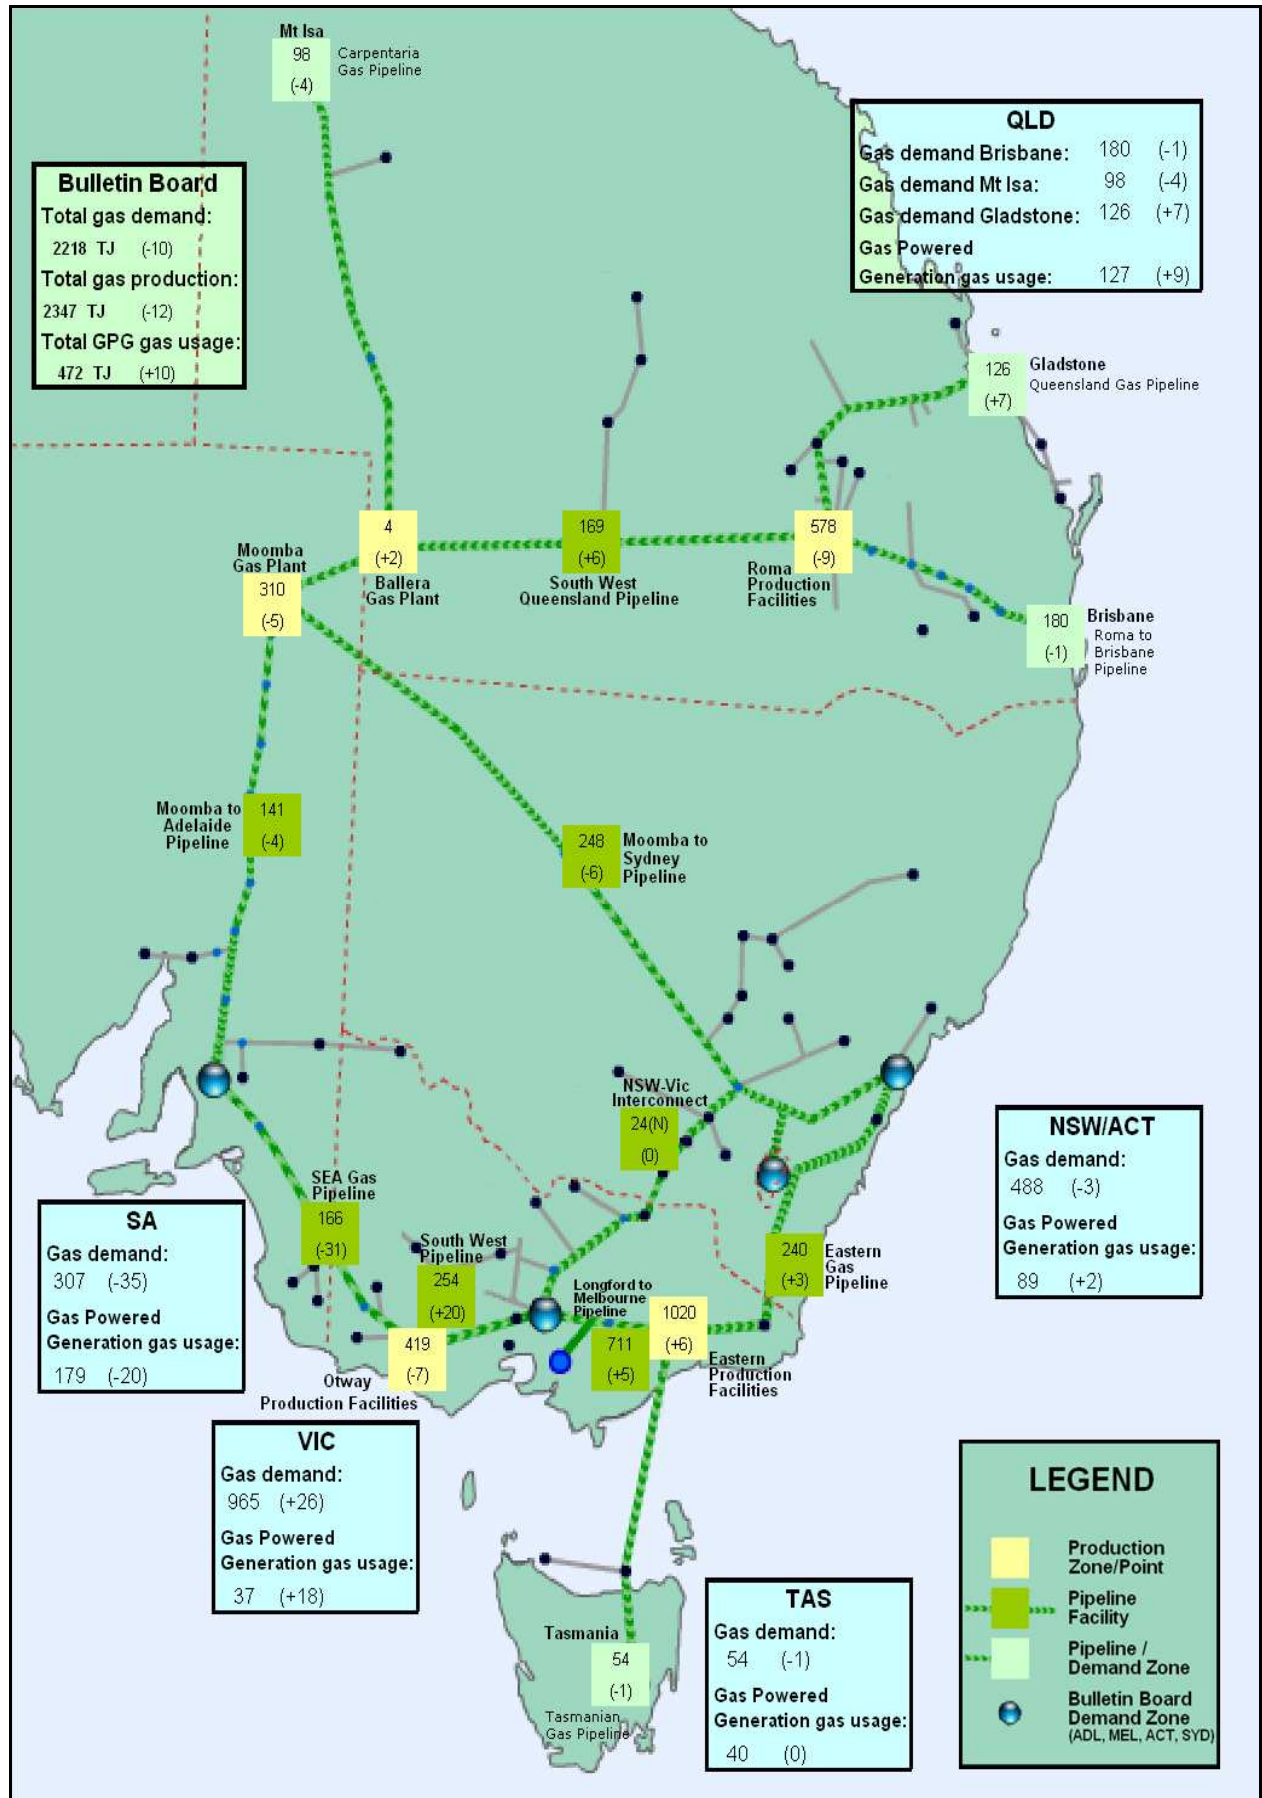 Mt Isa
98
(-4)
Carpentaria
Gas Pipeline
QLD
Gas demand Brisbane: 180 (-1)
Gas demand Mt Isa: 98 (-4)
Gas demand Gladstone: 126 (+7)
Gas Powered
Generation gas usage: 127 (+9)
Bulletin Board
Total gas demand:
2218 TJ (-10)
Total gas production:
2347 TJ (-12)
Total GPG gas usage:
472 TJ (+10)
126
(+7)
Gladstone
Queensland Gas Pipeline
4
(+2)
Ballera
Gas Plant
169
(+6)
South West
Queensland Pipeline
578
(-9)
Roma
Production
Facilities
Moomba
Gas Plant
310
(-5)
180
(-1)
Brisbane
Roma to
Brisbane
Pipeline
Moomba to
Adelaide
Pipeline
141
(-4)
248
(-6)
Moomba to
Sydney
Pipeline
NSW-Vic
Interconnect
24(N)
(0)
NSW/ACT
Gas demand:
488 (-3)
Gas Powered
Generation gas usage:
89 (+2)
SEA Gas
Pipeline
166
(-31)
SA
Gas demand:
307 (-35)
Gas Powered
Generation gas usage:
179 (-20)
South West
Pipeline
254
(+20)
Longford to
Melbourne
Pipeline
240
(+3)
Eastern
Gas
Pipeline
419
(-7)
Otway
Production Facilities
711
(+5)
1020
(+6)
Eastern
Production
Facilities
VIC
Gas demand:
965 (+26)
Gas Powered
Generation gas usage:
37 (+18)
Tasmania
54
(-1)
Tasmanian
Gas Pipeline
TAS
Gas demand:
54 (-1)
Gas Powered
Generation gas usage:
40 (0)
LEGEND
Production
Zone/Point
Pipeline
Facility
Pipeline /
Demand Zone
Bulletin Board
Demand Zone
(ADL, MEL, ACT, SYD)